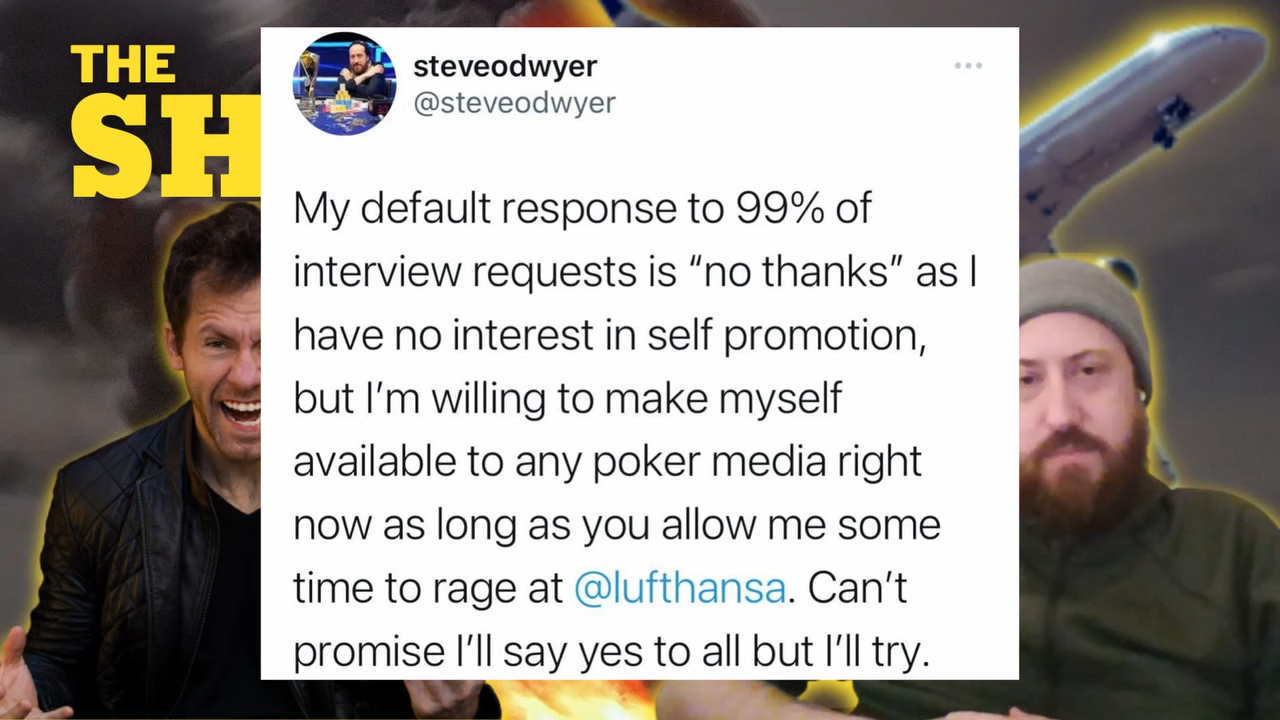 THE
SH
steveodwyer
@steveodwyer
My default response to 99% of
interview requests is “no thanks” as I
have no interest in self promotion,
but I’m willing to make myself
available to any poker media right
now as long as you allow me some
time to rage at @lufthansa. Can’t
promise I’ll say yes to all but I’ll try.